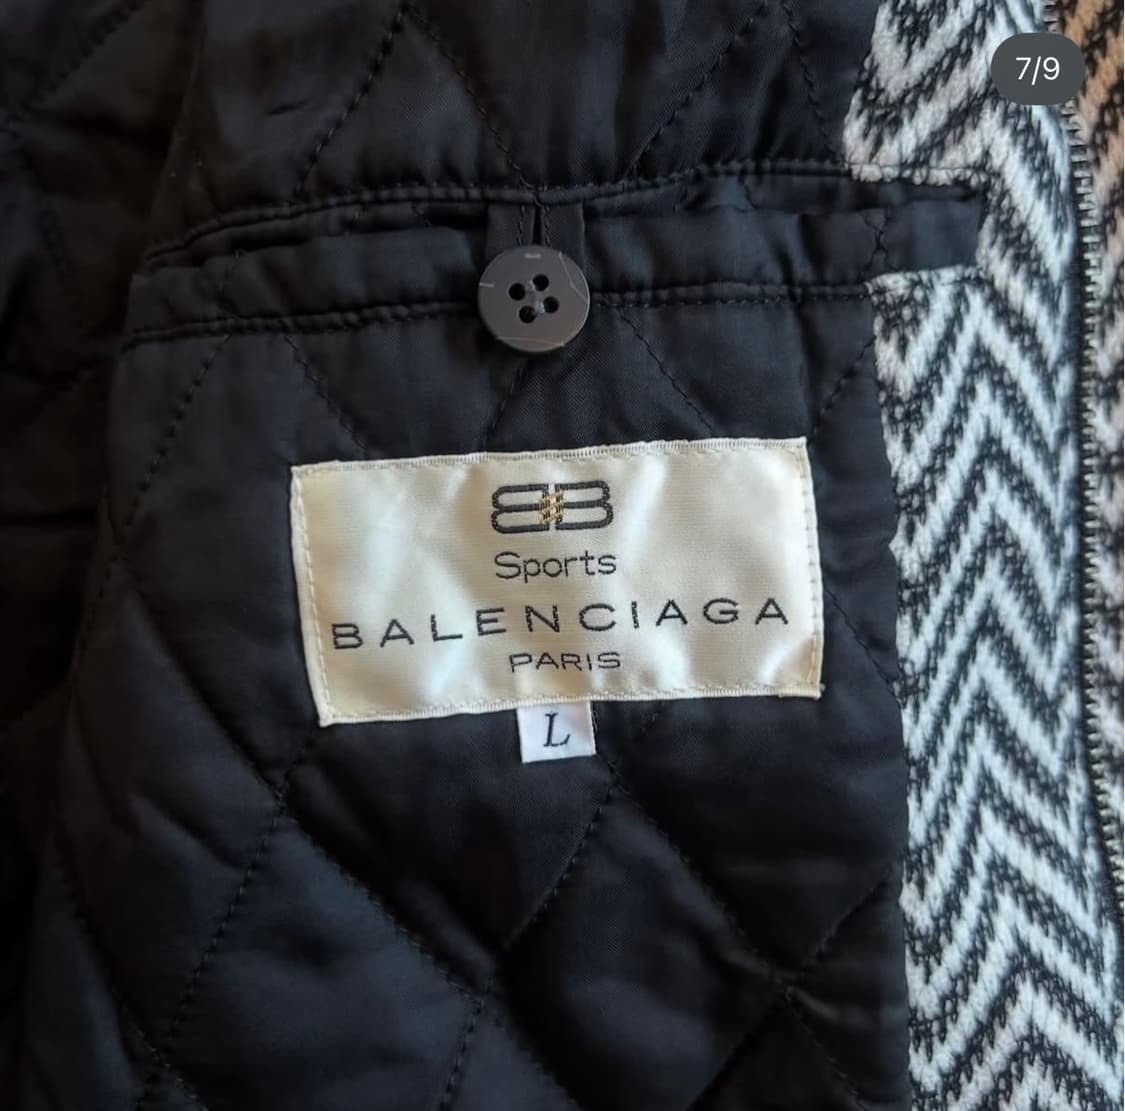 7/9
BB
Sports
BALENCIAGA
PARIS
L